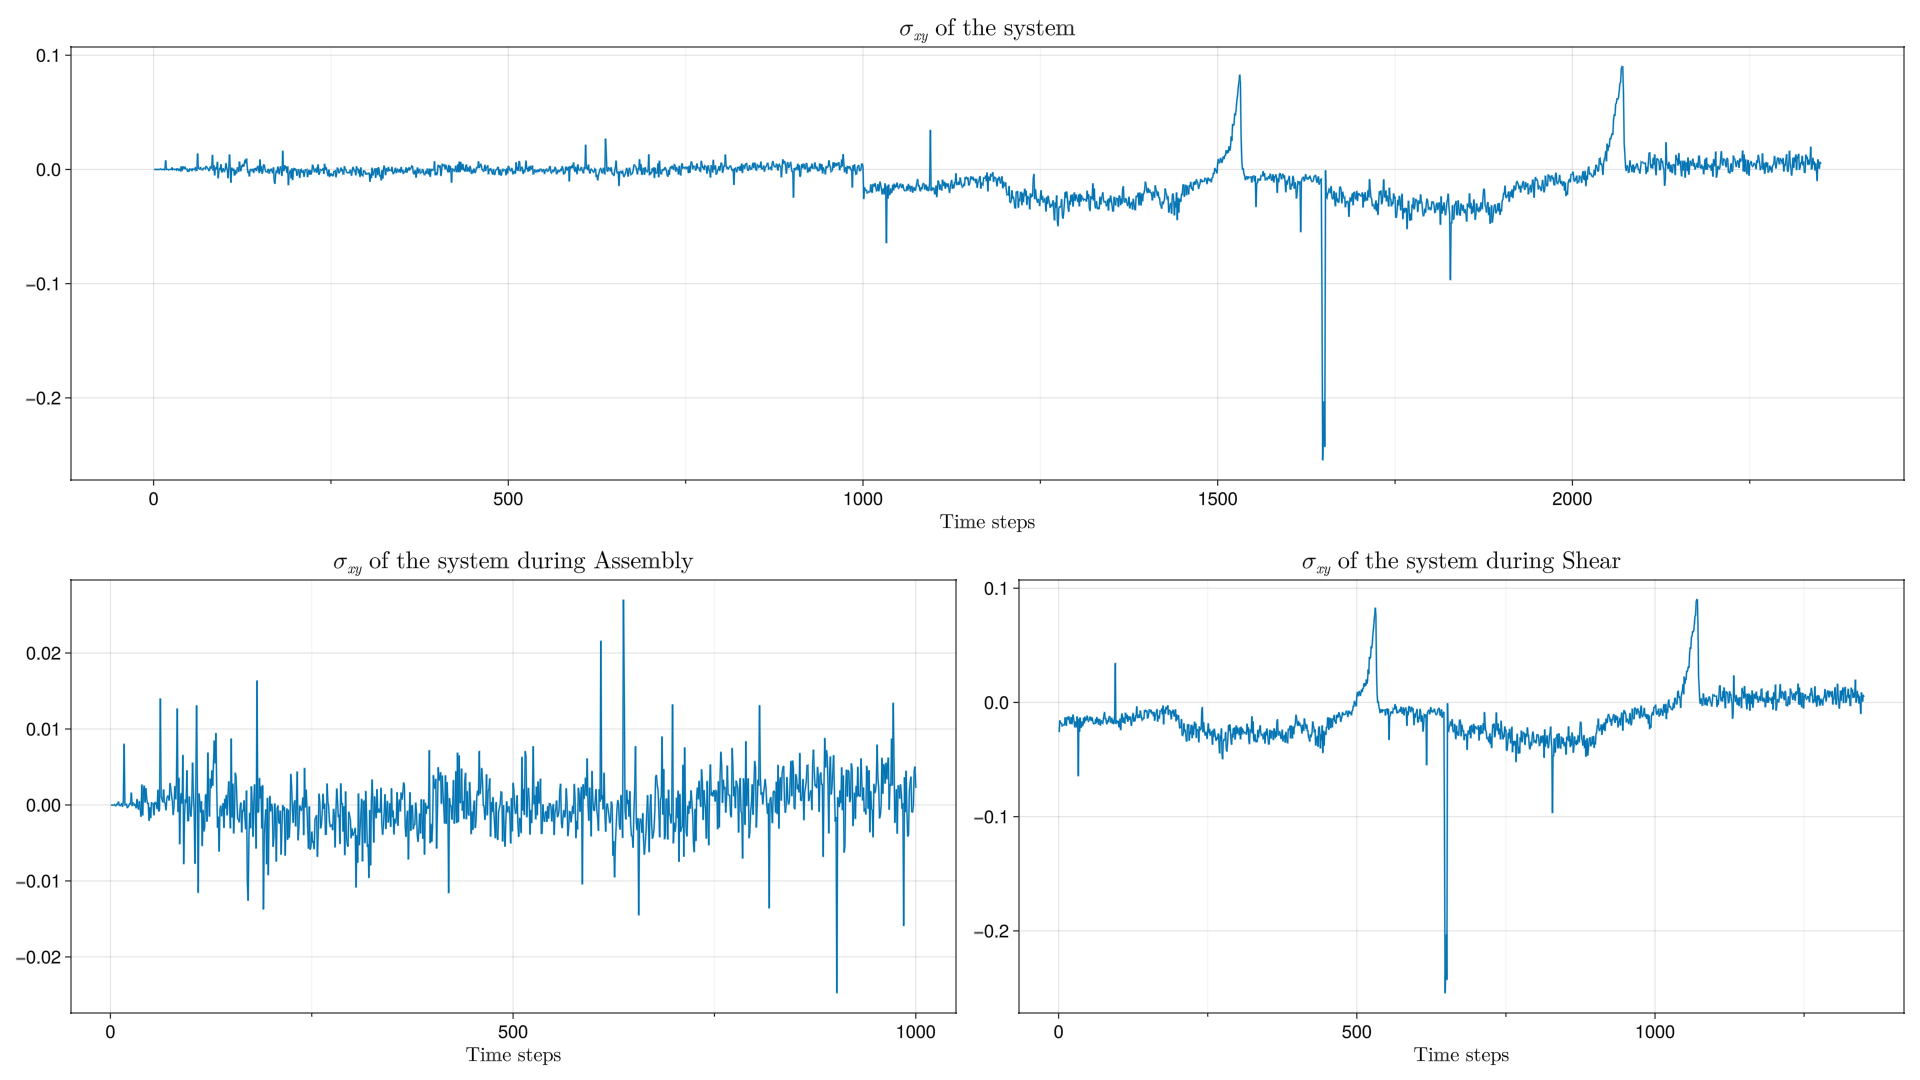 σxy of the system
0.1
0.0
−0.1
−0.2
0 500 1000 1500 2000
Time steps
σxy of the system during Assembly
0.02
0.01
0.00
−0.01
−0.02
0 500 1000
Time steps
σxy of the system during Shear
0.1
0.0
−0.1
−0.2
0 500 1000
Time steps